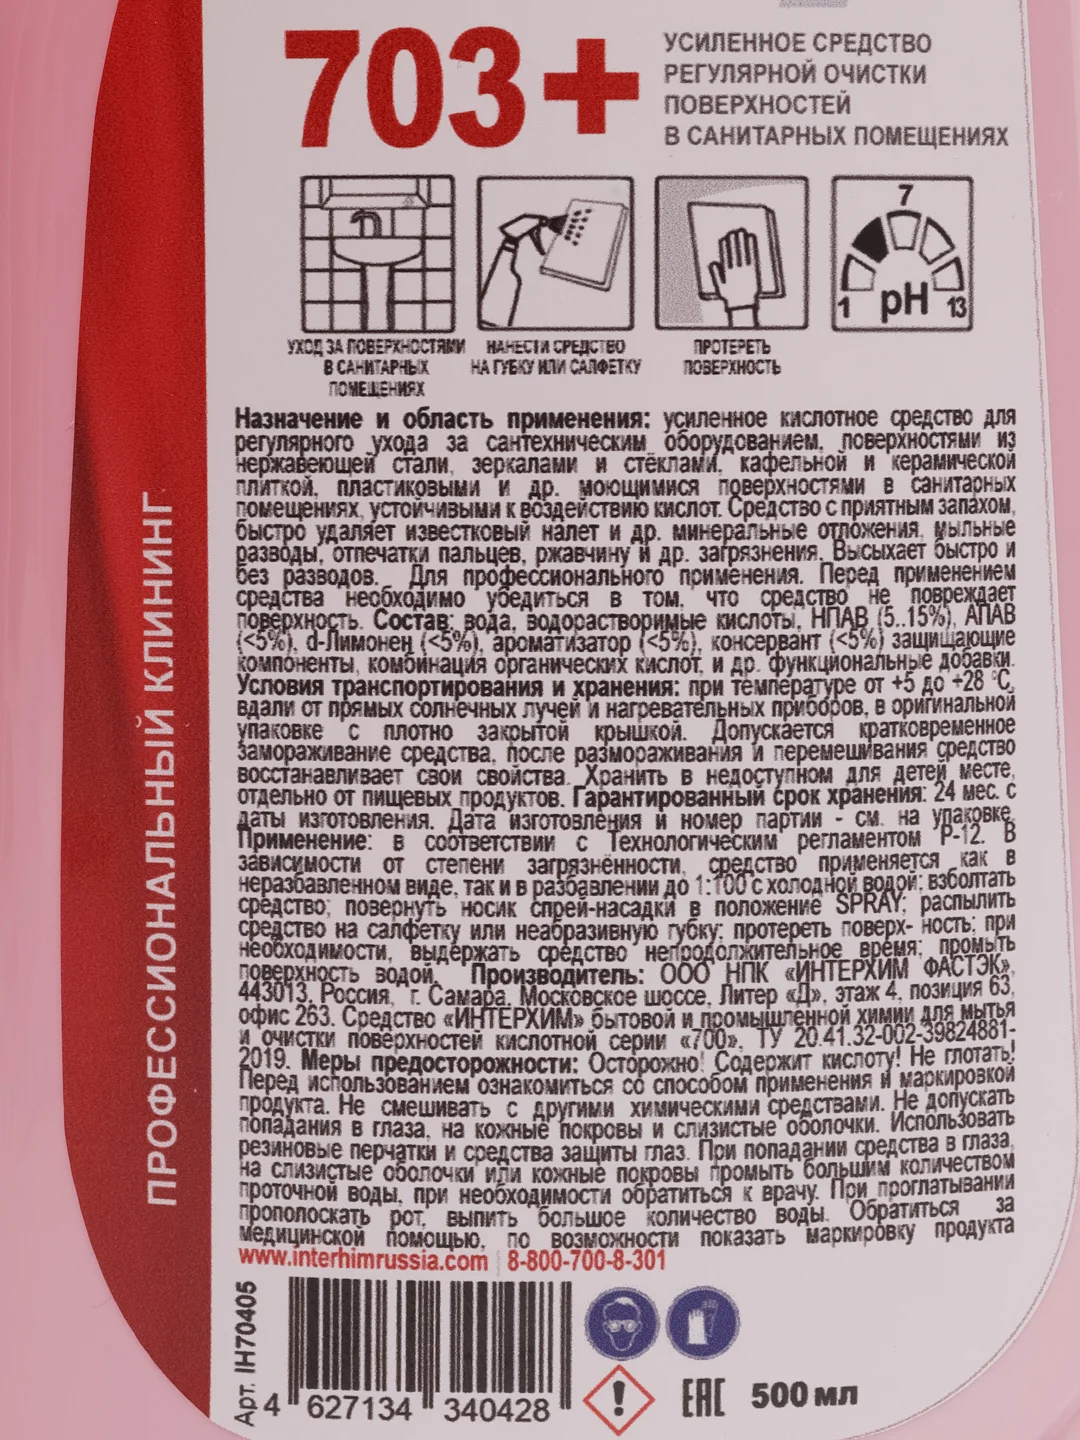 703+
УСИЛЕННОЕ СРЕДСТВО
РЕГУЛЯРНОЙ ОЧИСТКИ
ПОВЕРХНОСТЕЙ
В САНИТАРНЫХ ПОМЕЩЕНИЯХ
7
1 pH 13
УХОД ЗА ПОВЕРХНОСТЯМИ
В САНИТАРНЫХ
ПОМЕЩЕНИЯХ
НАНЕСТИ СРЕДСТВО
НА ГУБКУ ИЛИ САЛФЕТКУ
ПРОТЕРЕТЬ
ПОВЕРХНОСТЬ
ПРОФЕССИОНАЛЬНЫЙ КЛИНИНГ
Назначение и область применения: усиленное кислотное средство для
регулярного ухода за сантехническим оборудованием, поверхностями из
нержавеющей стали, зеркалами и стёклами, кафельной и керамической
плиткой, пластиковыми и др. моющимися поверхностями в санитарных
помещениях, устойчивыми к воздействию кислот. Средство с приятным запахом,
быстро удаляет известковый налет и др. минеральные отложения, мыльные
разводы, отпечатки пальцев, ржавчину и др. загрязнения. Высыхает быстро и
без разводов. Для профессионального применения. Перед применением
средства необходимо убедиться в том, что средство не повреждает
поверхность. Состав: вода, водорастворимые кислоты, НПАВ (5..15%), АПАВ
(<5%), d-Лимонен (<5%), ароматизатор (<5%), консервант (<5%) защищающие
компоненты, комбинация органических кислот, и др. функциональные добавки.
Условия транспортирования и хранения: при температуре от +5 до +28 °С,
вдали от прямых солнечных лучей и нагревательных приборов, в оригинальной
упаковке с плотно закрытой крышкой. Допускается кратковременное
замораживание средства, после размораживания и перемешивания средство
восстанавливает свои свойства. Хранить в недоступном для детей месте,
отдельно от пищевых продуктов. Гарантированный срок хранения: 24 мес. с
даты изготовления. Дата изготовления и номер партии - см. на упаковке.
Применение: в соответствии с Технологическим регламентом Р-12. В
зависимости от степени загрязнённости, средство применяется как в
неразбавленном виде, так и в разбавлении до 1:100 с холодной водой; взболтать
средство; повернуть носик спрей-насадки в положение SPRAY; распылить
средство на салфетку или неабразивную губку; протереть поверх- ность; при
необходимости, выдержать средство непродолжительное время; промыть
поверхность водой. Производитель: ООО НПК «ИНТЕРХИМ ФАСТЭК»,
443013, Россия, г. Самара, Московское шоссе, Литер «Д», этаж 4, позиция 63,
офис 263. Средство «ИНТЕРХИМ» бытовой и промышленной химии для мытья
и очистки поверхностей кислотной серии «700», ТУ 20.41.32-002-39824881-
2019. Меры предосторожности: Осторожно! Содержит кислоту! Не глотать!
Перед использованием ознакомиться со способом применения и маркировкой
продукта. Не смешивать с другими химическими средствами. Не допускать
попадания в глаза, на кожные покровы и слизистые оболочки. Использовать
резиновые перчатки и средства защиты глаз. При попадании средства в глаза,
на слизистые оболочки или кожные покровы промыть большим количеством
проточной воды, при необходимости обратиться к врачу. При проглатывании
прополоскать рот, выпить большое количество воды. Обратиться за
медицинской помощью, по возможности показать маркировку продукта
www.interhimrussia.com | 8-800-700-8-301
Арт. IH70405
4 627134 340428
EAC 500 мл